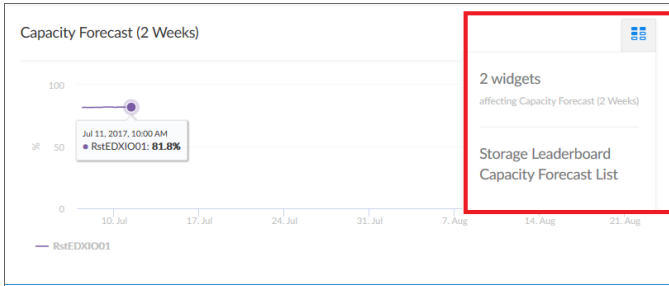 Capacity Forecast (2 Weeks)
2 widgets
affecting Capacity Forecast (2 Weeks)
Storage Leaderboard
Capacity Forecast List
100
Jul 11, 2017, 10:00 AM
● RstEDXIO01: 81.8%
%
50
0
10. Jul
17. Jul
24. Jul
31. Jul
7. Aug
14. Aug
21. Aug
RstEDXIO01